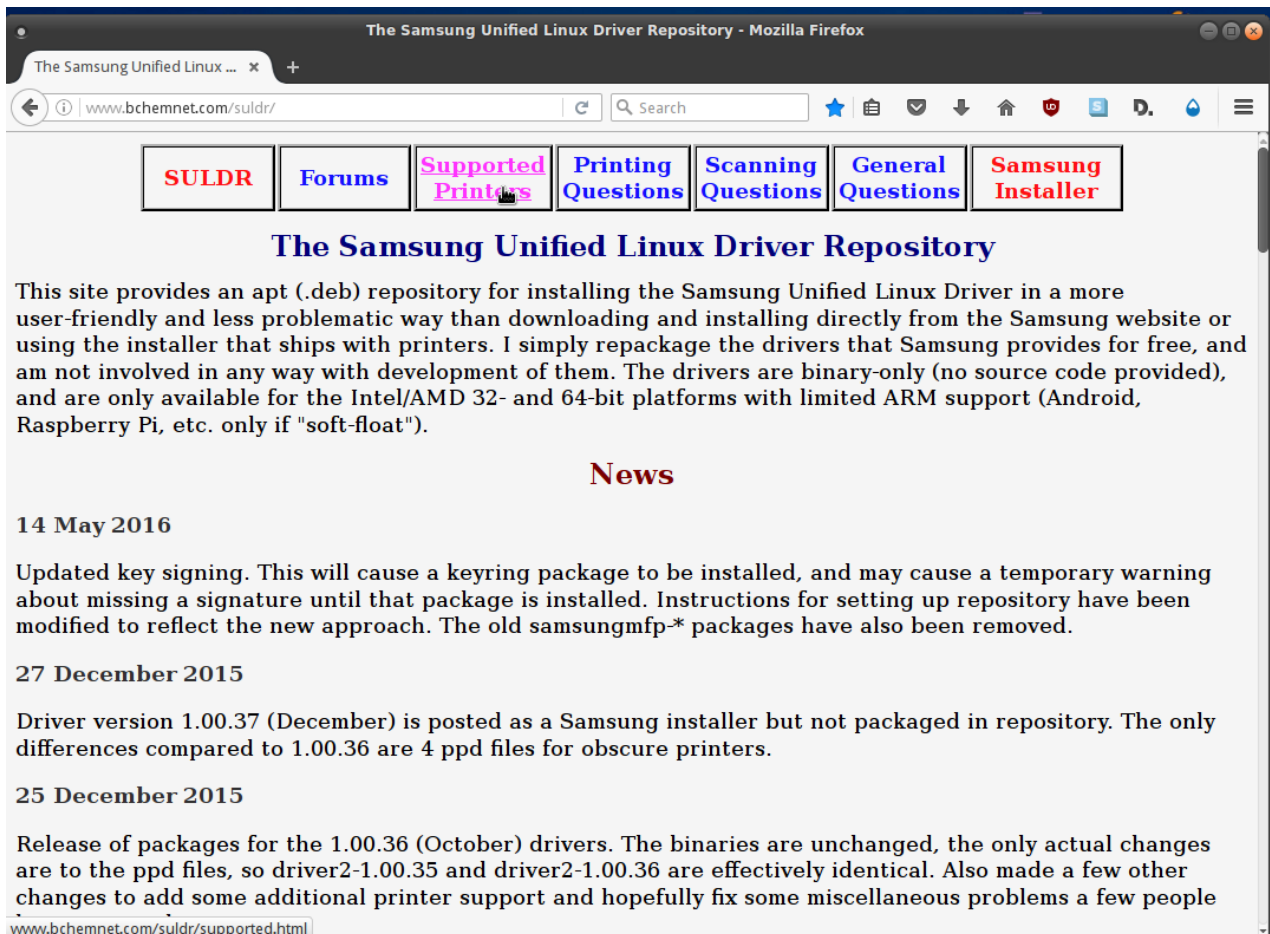 The Samsung Unified Linux Driver Repository - Mozilla Firefox
The Samsung Unified Linux ...
www.bchemnet.com/suldr/
Search
SULDR
Forums
Supported
Printers
Printing
Questions
Scanning
Questions
General
Questions
Samsung
Installer
The Samsung Unified Linux Driver Repository
This site provides an apt (.deb) repository for installing the Samsung Unified Linux Driver in a more
user-friendly and less problematic way than downloading and installing directly from the Samsung website or
using the installer that ships with printers. I simply repackage the drivers that Samsung provides for free, and
am not involved in any way with development of them. The drivers are binary-only (no source code provided),
and are only available for the Intel/AMD 32- and 64-bit platforms with limited ARM support (Android,
Raspberry Pi, etc. only if "soft-float").
News
14 May 2016
Updated key signing. This will cause a keyring package to be installed, and may cause a temporary warning
about missing a signature until that package is installed. Instructions for setting up repository have been
modified to reflect the new approach. The old samsungmfp-* packages have also been removed.
27 December 2015
Driver version 1.00.37 (December) is posted as a Samsung installer but not packaged in repository. The only
differences compared to 1.00.36 are 4 ppd files for obscure printers.
25 December 2015
Release of packages for the 1.00.36 (October) drivers. The binaries are unchanged, the only actual changes
are to the ppd files, so driver2-1.00.35 and driver2-1.00.36 are effectively identical. Also made a few other
changes to add some additional printer support and hopefully fix some miscellaneous problems a few people
www.bchemnet.com/suldr/supported.html